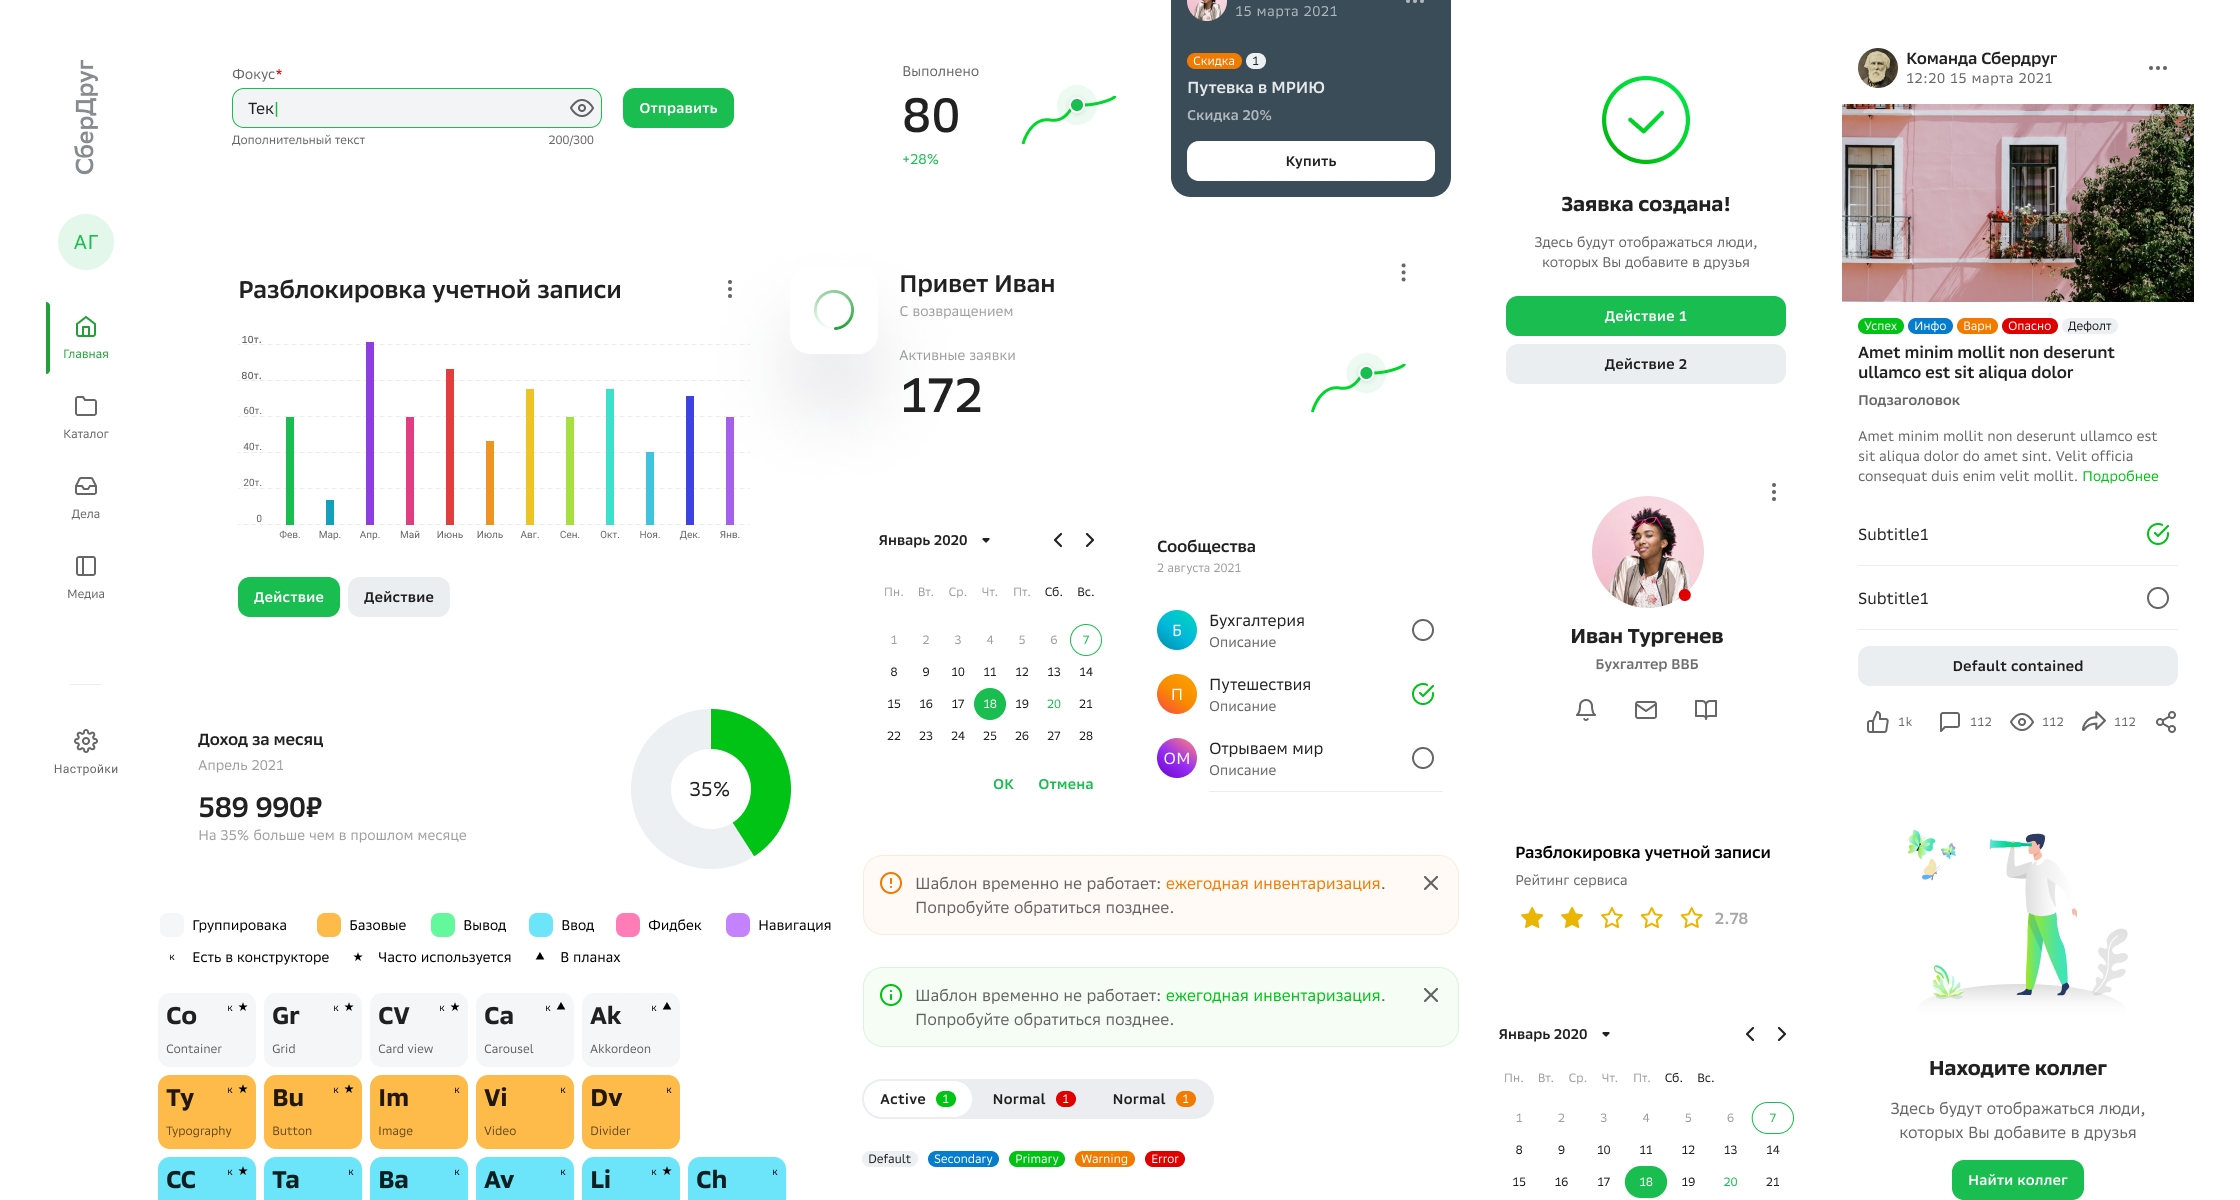 СберДруг
АГ
Главная
Каталог
Дела
Медиа
Настройки
Фокус*
Тек
Отправить
Дополнительный текст
200/300
Разблокировка учетной записи
10т.
80т.
60т.
40т.
20т.
0
Фев. Мар. Апр. Май Июнь Июль Авг. Сен. Окт. Ноя. Дек. Янв.
Действие
Действие
Доход за месяц
Апрель 2021
589 990₽
На 35% больше чем в прошлом месяце
35%
Группировка Базовые Вывод Ввод Фидбек Навигация
к Есть в конструкторе ★ Часто используется ▲ В планах
Co к ★
Container
Gr к ★
Grid
CV к ★
Card view
Ca к ▲
Carousel
Ak к ▲
Akkordeon
Ty к ★
Typography
Bu к ★
Button
Im к
Image
Vi к
Video
Dv к
Divider
CC к ★
Ta к
Ba к
Av к
Li к ★
Ch к
Выполнено
80
+28%
15 марта 2021
Скидка 1
Путевка в МРИЮ
Скидка 20%
Купить
Привет Иван
С возвращением
Активные заявки
172
Январь 2020
Пн. Вт. Ср. Чт. Пт. Сб. Вс.
1 2 3 4 5 6 7
8 9 10 11 12 13 14
15 16 17 18 19 20 21
22 23 24 25 26 27 28
ОК Отмена
Сообщества
2 августа 2021
Б
Бухгалтерия
Описание
П
Путешествия
Описание
ОМ
Отрываем мир
Описание
Шаблон временно не работает: ежегодная инвентаризация.
Попробуйте обратиться позднее.
Шаблон временно не работает: ежегодная инвентаризация.
Попробуйте обратиться позднее.
Active 1 Normal 1 Normal 1
Default Secondary Primary Warning Error
Заявка создана!
Здесь будут отображаться люди,
которых Вы добавите в друзья
Действие 1
Действие 2
Иван Тургенев
Бухгалтер ВВБ
Разблокировка учетной записи
Рейтинг сервиса
2.78
Январь 2020
Пн. Вт. Ср. Чт. Пт. Сб. Вс.
1 2 3 4 5 6 7
8 9 10 11 12 13 14
15 16 17 18 19 20 21
Команда Сбердруг
12:20 15 марта 2021
Успех Инфо Варн Опасно Дефолт
Amet minim mollit non deserunt
ullamco est sit aliqua dolor
Подзаголовок
Amet minim mollit non deserunt ullamco est
sit aliqua dolor do amet sint. Velit officia
consequat duis enim velit mollit. Подробнее
Subtitle1
Subtitle1
Default contained
1k 112 112 112
Находите коллег
Здесь будут отображаться люди,
которых Вы добавите в друзья
Найти коллег